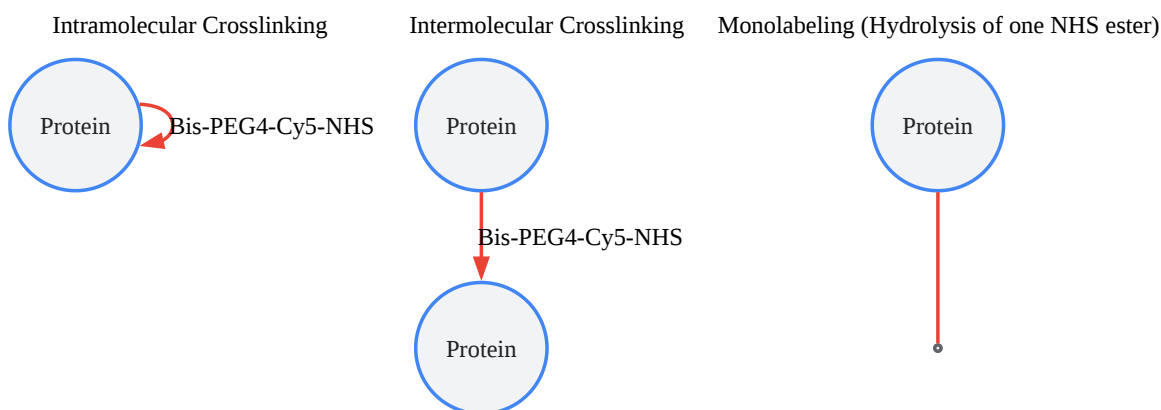 Intramolecular Crosslinking
Intermolecular Crosslinking
Monolabeling (Hydrolysis of one NHS ester)
Protein
Bis-PEG4-Cy5-NHS
Protein
Protein
Bis-PEG4-Cy5-NHS
Protein